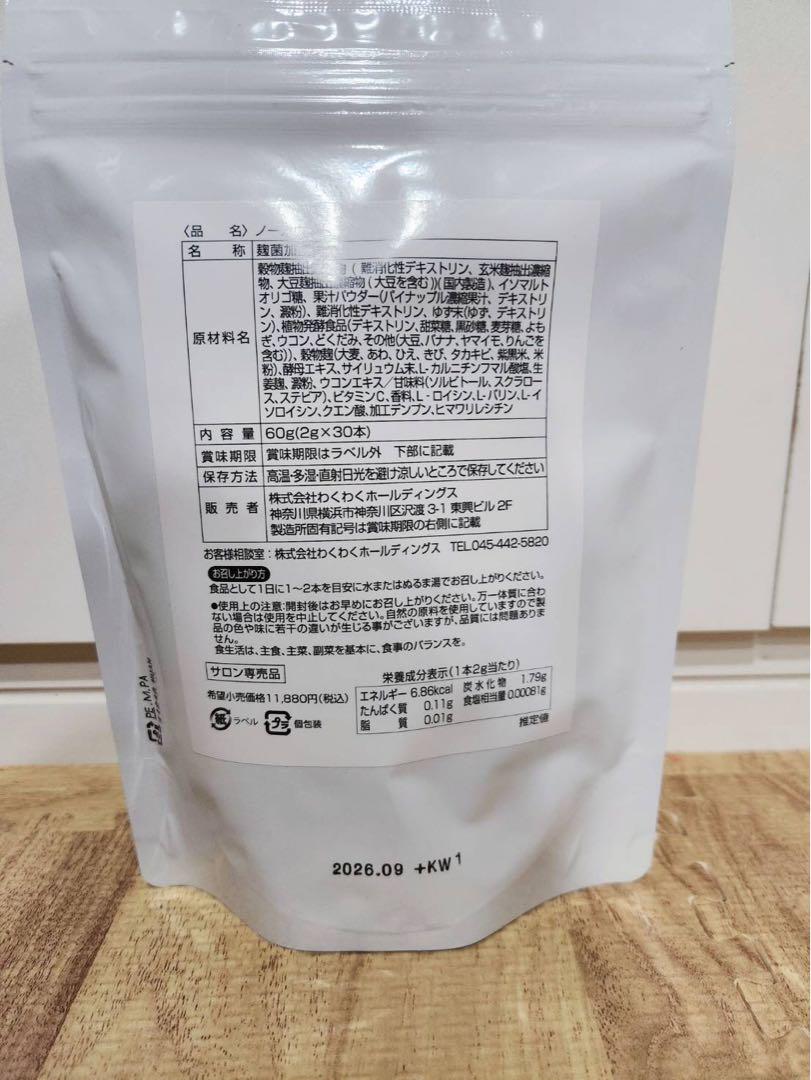 〈品　名〉ノー
名　称　麹菌加
原材料名
穀物麹抽出 物(難消化性デキストリン、玄米麹抽出濃縮
物、大豆麹抽出濃縮物(大豆を含む))(国内製造)、イソマルト
オリゴ糖、果汁パウダー(パイナップル濃縮果汁、デキストリ
ン、澱粉)、難消化性デキストリン、ゆず末(ゆず、デキストリ
ン)、植物発酵食品(デキストリン、甜菜糖、黒砂糖、麦芽糖、よも
ぎ、ウコン、どくだみ、その他(大豆、バナナ、ヤマイモ、りんごを
含む))、穀物麹(大麦、あわ、ひえ、きび、タカキビ、紫黒米、米
粉)、酵母エキス、サイリュウム末、L-カルニチンフマル酸塩、生
姜麹、澱粉、ウコンエキス/甘味料(ソルビトール、スクラロー
ス、ステビア)、ビタミンC、香料、L-ロイシン、L-バリン、L-イ
ソロイシン、クエン酸、加工デンプン、ヒマワリレシチン
内容量　60g(2g×30本)
賞味期限　賞味期限はラベル外　下部に記載
保存方法　高温・多湿・直射日光を避け涼しいところで保存してください
販売者　株式会社わくわくホールディングス
神奈川県横浜市神奈川区沢渡 3-1 東興ビル 2F
製造所固有記号は賞味期限の右側に記載
お客様相談室：株式会社わくわくホールディングス　TEL.045-442-5820
お召し上がり方
食品として1日に1〜2本を目安に水またはぬるま湯でお召し上がりください。
●使用上の注意：開封後はお早めにお召し上がりください。万一体質に合わ
ない場合は使用を中止してください。自然の原料を使用していますので製
品の色や味に若干の違いが生じる事がございますが、品質には問題ありま
せん。
食生活は、主食、主菜、副菜を基本に、食事のバランスを。
サロン専売品
希望小売価格11,880円(税込)
紙 ラベル　プラ 個包装
栄養成分表示(1本2g当たり)
エネルギー 6.86kcal　炭水化物 1.79g
たんぱく質 0.11g　食塩相当量 0.00081g
脂　質 0.01g
推定値
PE.M.PA
2026.09 +KW1